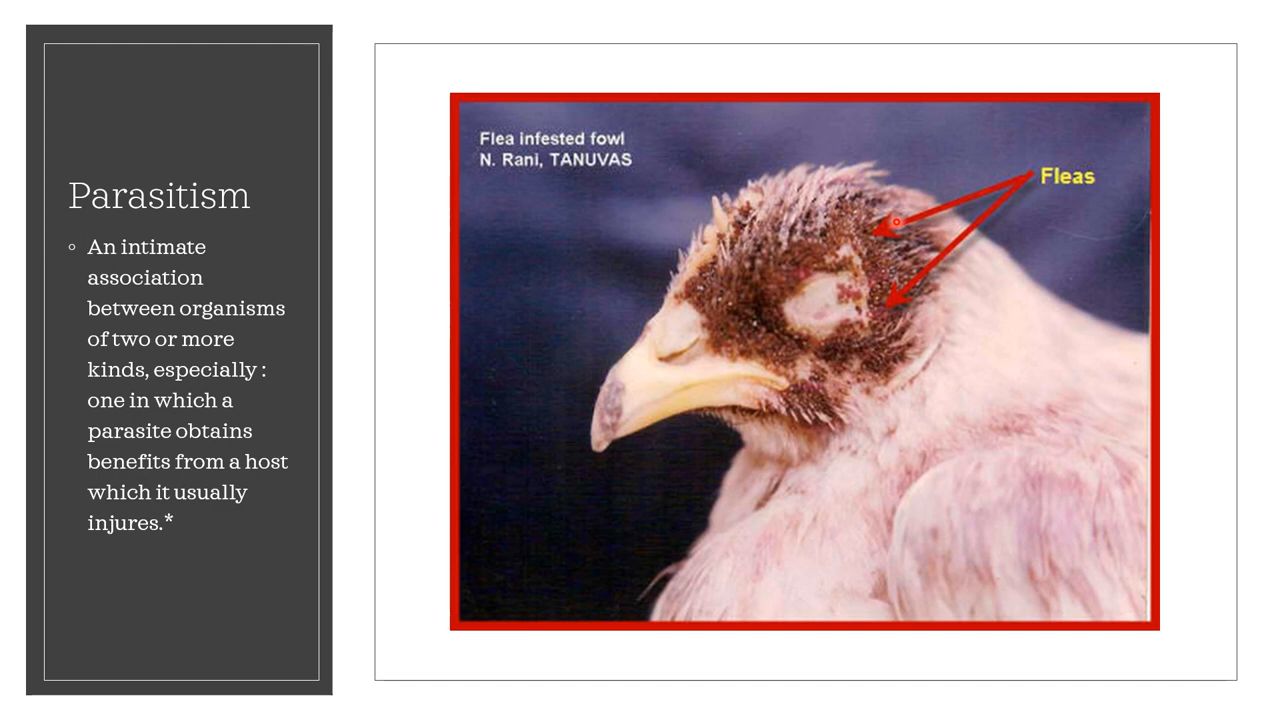 Parasitism
◦ An intimate
association
between organisms
of two or more
kinds, especially :
one in which a
parasite obtains
benefits from a host
which it usually
injures.*
Flea infested fowl
N. Rani, TANUVAS
Fleas